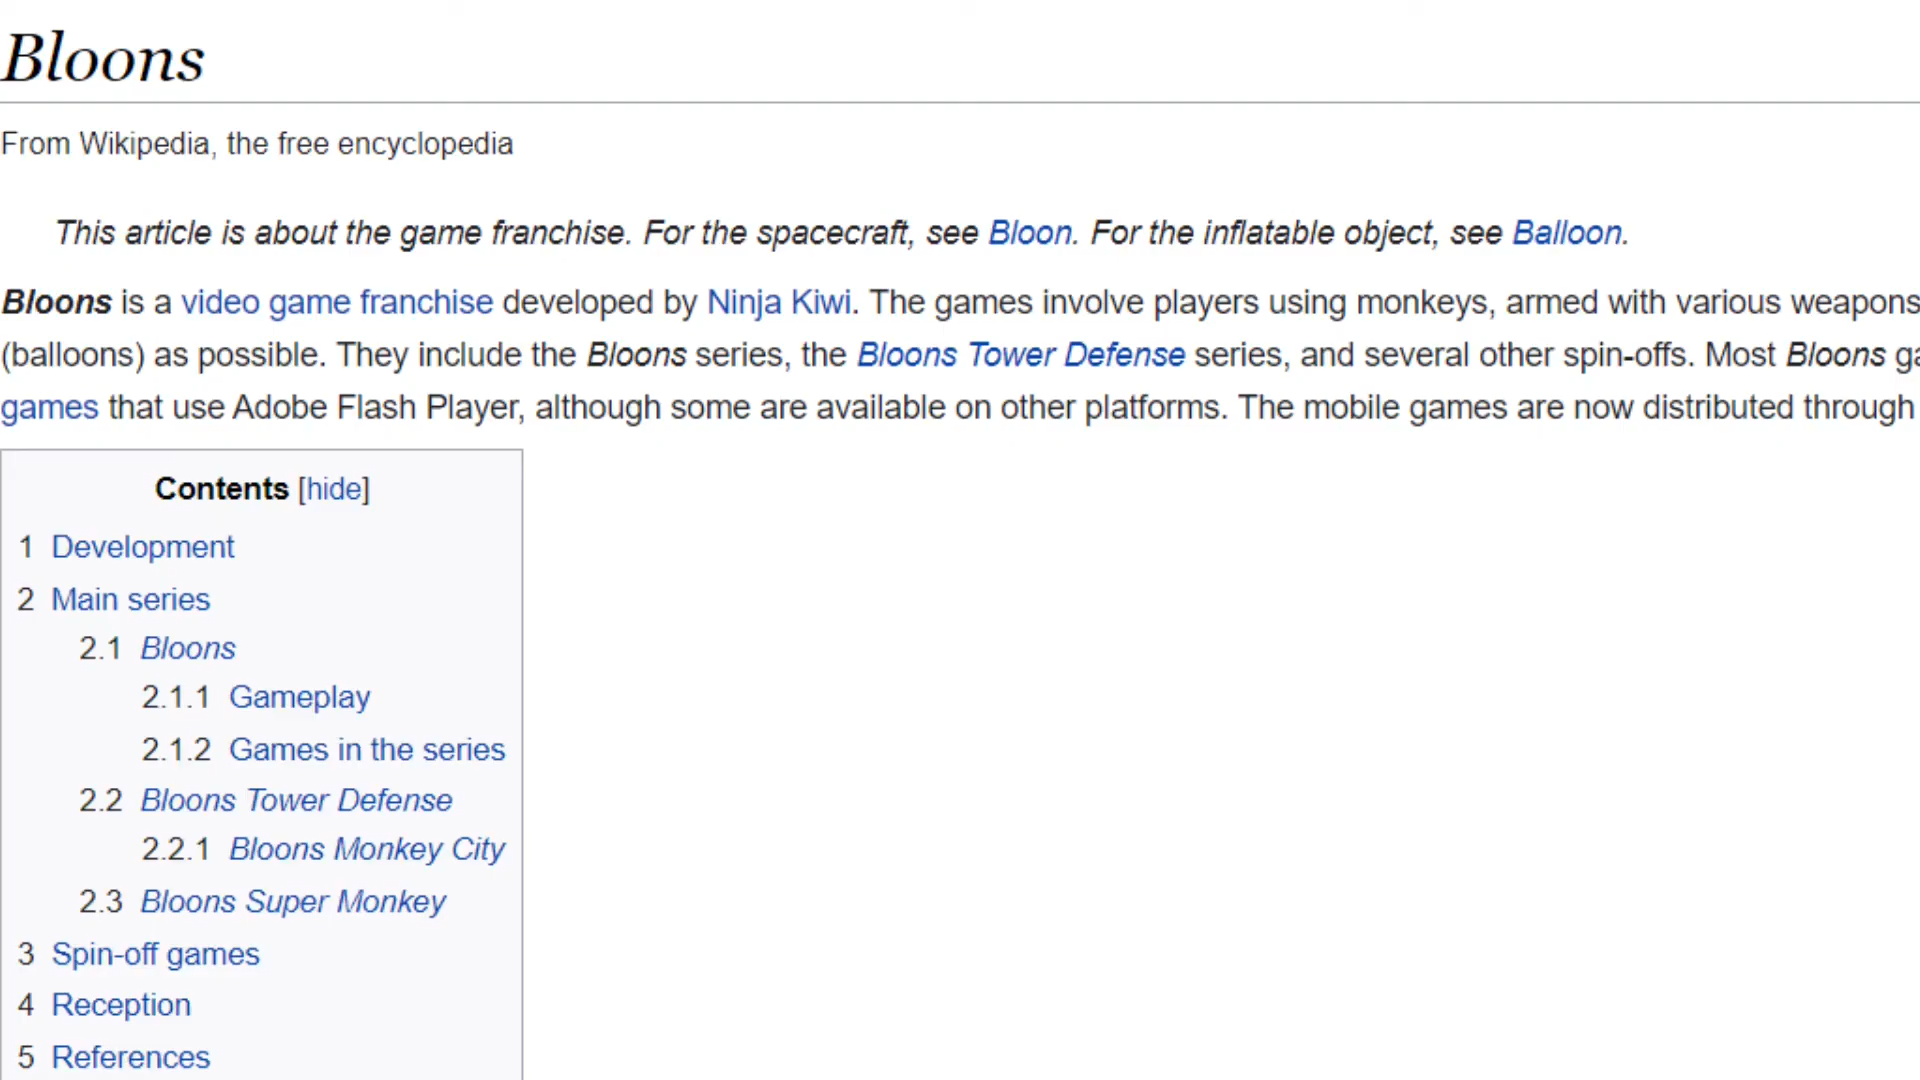 Bloons
From Wikipedia, the free encyclopedia
This article is about the game franchise. For the spacecraft, see Bloon. For the inflatable object, see Balloon.
Bloons is a video game franchise developed by Ninja Kiwi. The games involve players using monkeys, armed with various weapons
(balloons) as possible. They include the Bloons series, the Bloons Tower Defense series, and several other spin-offs. Most Bloons
games that use Adobe Flash Player, although some are available on other platforms. The mobile games are now distributed through
Contents [hide]
1 Development
2 Main series
2.1 Bloons
2.1.1 Gameplay
2.1.2 Games in the series
2.2 Bloons Tower Defense
2.2.1 Bloons Monkey City
2.3 Bloons Super Monkey
3 Spin-off games
4 Reception
5 References